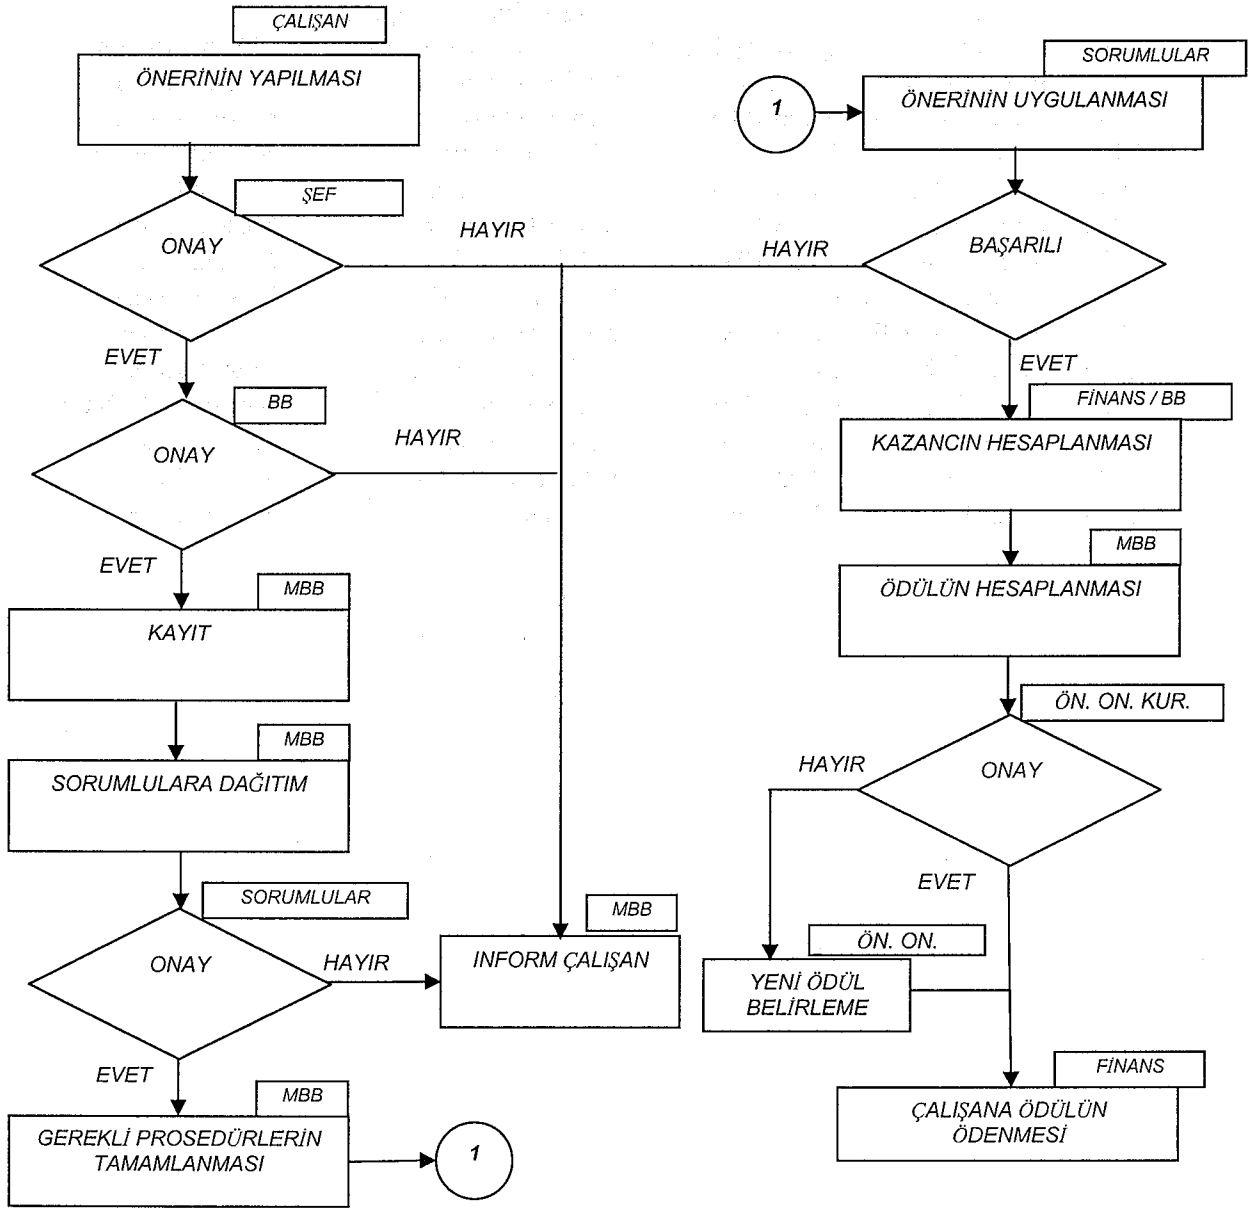 ÇALIŞAN
ÖNERİNİN YAPILMASI
ŞEF
ONAY
HAYIR
EVET
BB
ONAY
HAYIR
EVET
MBB
KAYIT
MBB
SORUMLULARA DAĞITIM
SORUMLULAR
ONAY
HAYIR
MBB
INFORM ÇALIŞAN
EVET
MBB
GEREKLİ PROSEDÜRLERİN
TAMAMLANMASI
1
1
SORUMLULAR
ÖNERİNİN UYGULANMASI
HAYIR
BAŞARILI
EVET
FİNANS / BB
KAZANCIN HESAPLANMASI
MBB
ÖDÜLÜN HESAPLANMASI
ÖN. ON. KUR.
HAYIR
ONAY
EVET
ÖN. ON.
YENİ ÖDÜL
BELİRLEME
FİNANS
ÇALIŞANA ÖDÜLÜN
ÖDENMESİ